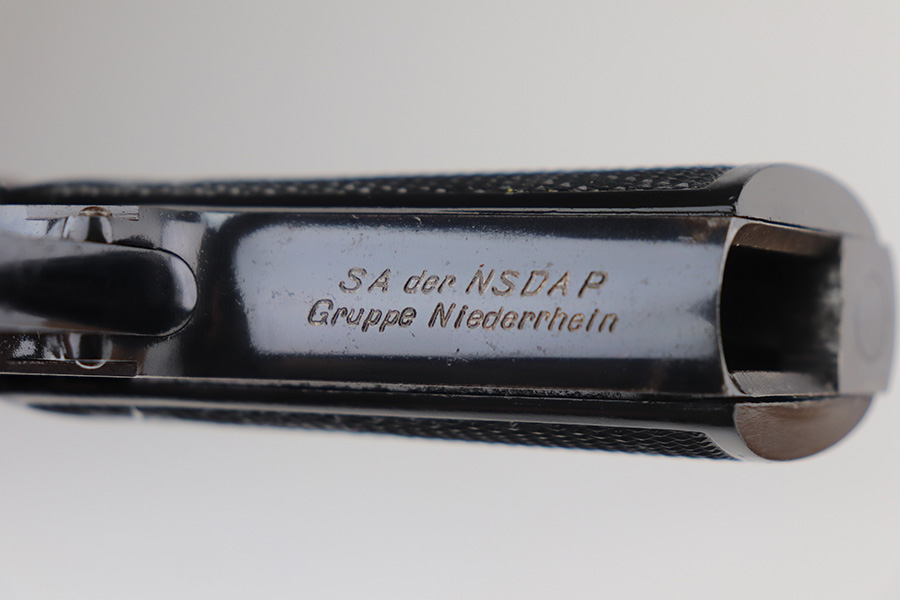 SA der NSDAP
Gruppe Niederrhein